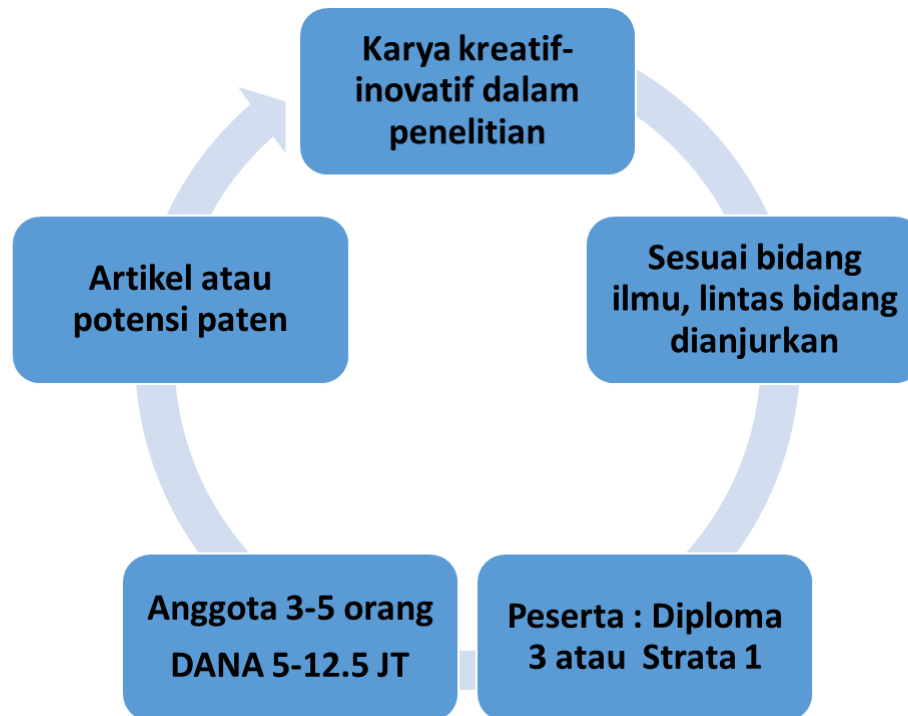 Karya kreatif-
inovatif dalam
penelitian
Sesuai bidang
ilmu, lintas bidang
dianjurkan
Peserta : Diploma
3 atau Strata 1
Anggota 3-5 orang
DANA 5-12.5 JT
Artikel atau
potensi paten